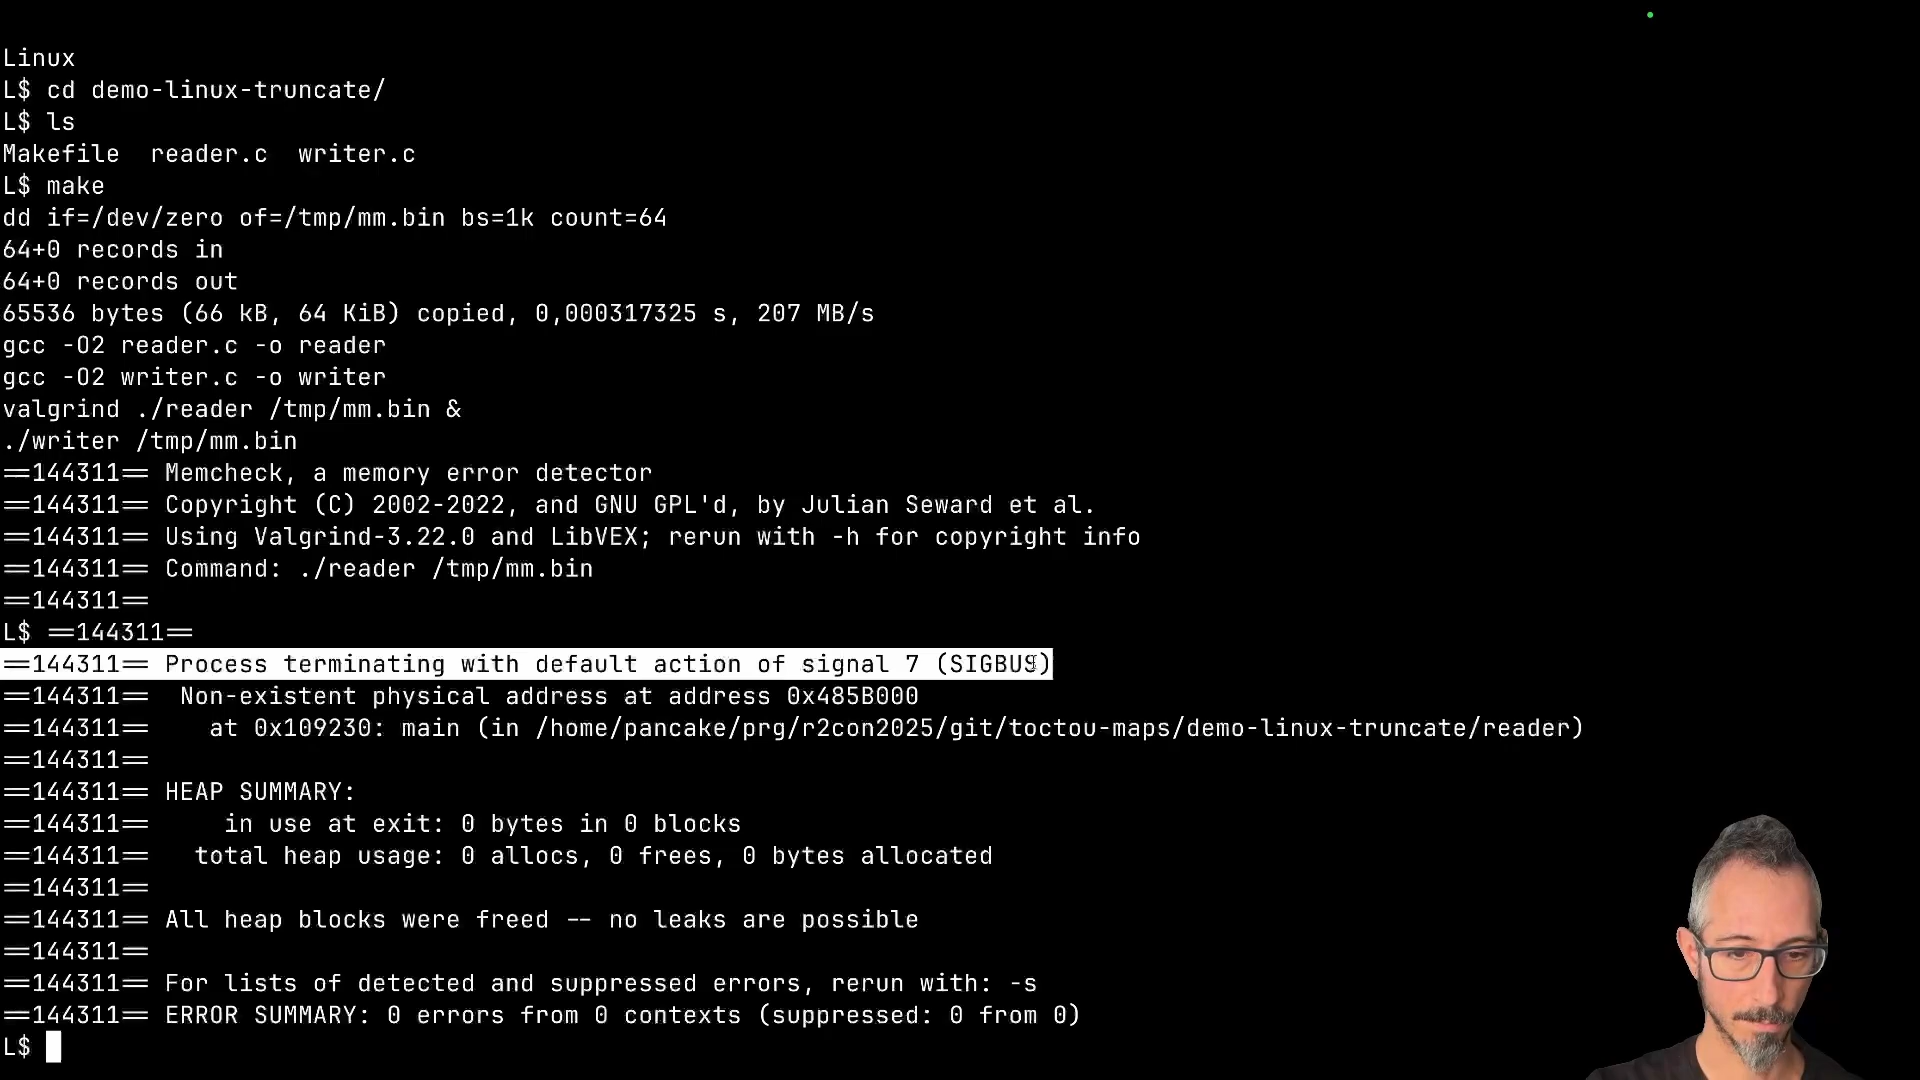 Linux
L$ cd demo-linux-truncate/
L$ ls
Makefile  reader.c  writer.c
L$ make
dd if=/dev/zero of=/tmp/mm.bin bs=1k count=64
64+0 records in
64+0 records out
65536 bytes (66 kB, 64 KiB) copied, 0,000317325 s, 207 MB/s
gcc -O2 reader.c -o reader
gcc -O2 writer.c -o writer
valgrind ./reader /tmp/mm.bin &
./writer /tmp/mm.bin
==144311== Memcheck, a memory error detector
==144311== Copyright (C) 2002-2022, and GNU GPL'd, by Julian Seward et al.
==144311== Using Valgrind-3.22.0 and LibVEX; rerun with -h for copyright info
==144311== Command: ./reader /tmp/mm.bin
==144311==
L$ ==144311==
==144311== Process terminating with default action of signal 7 (SIGBUS)
==144311==  Non-existent physical address at address 0x485B000
==144311==    at 0x109230: main (in /home/pancake/prg/r2con2025/git/toctou-maps/demo-linux-truncate/reader)
==144311==
==144311== HEAP SUMMARY:
==144311==     in use at exit: 0 bytes in 0 blocks
==144311==   total heap usage: 0 allocs, 0 frees, 0 bytes allocated
==144311==
==144311== All heap blocks were freed -- no leaks are possible
==144311==
==144311== For lists of detected and suppressed errors, rerun with: -s
==144311== ERROR SUMMARY: 0 errors from 0 contexts (suppressed: 0 from 0)
L$